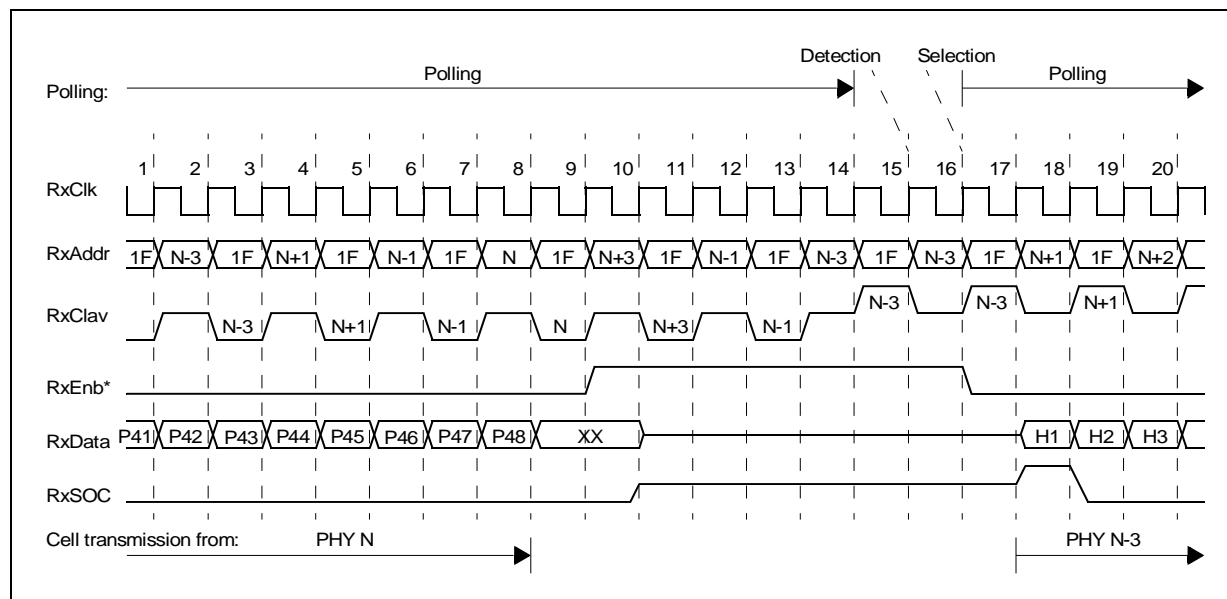 Detection Selection
Polling Polling
Polling:
1 2 3 4 5 6 7 8 9 10 11 12 13 14 15 16 17 18 19 20
RxClk
RxAddr 1F N-3 1F N+1 1F N-1 1F N 1F N+3 1F N-1 1F N-3 1F N-3 1F N+1 1F N+2
RxClav N-3 N+1 N-1 N N+3 N-1 N-3 N-3 N+1
RxEnb*
RxData P41 P42 P43 P44 P45 P46 P47 P48 XX H1 H2 H3
RxSOC
Cell transmission from: PHY N PHY N-3